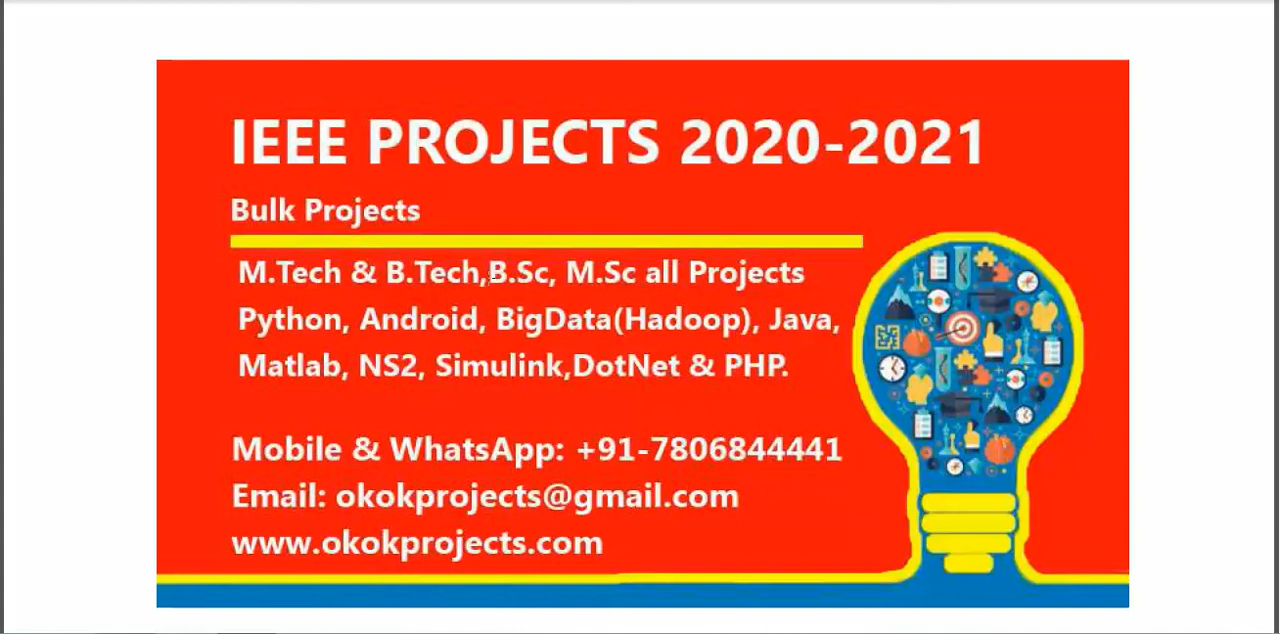 IEEE PROJECTS 2020-2021
Bulk Projects
M.Tech & B.Tech,B.Sc, M.Sc all Projects
Python, Android, BigData(Hadoop), Java,
Matlab, NS2, Simulink,DotNet & PHP.
Mobile & WhatsApp: +91-7806844441
Email: okokprojects@gmail.com
www.okokprojects.com